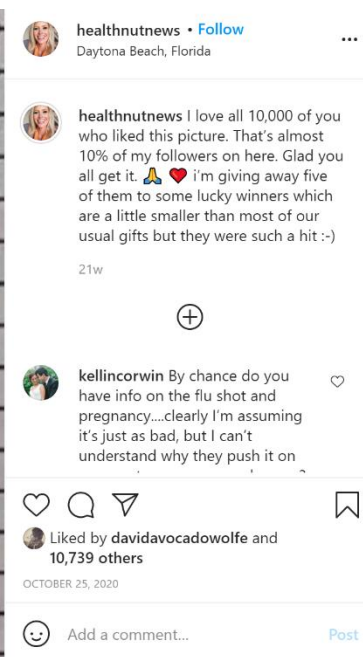 healthnutnews • Follow
Daytona Beach, Florida
healthnutnews I love all 10,000 of you
who liked this picture. That's almost
10% of my followers on here. Glad you
all get it. 🙏 ❤️ i'm giving away five
of them to some lucky winners which
are a little smaller than most of our
usual gifts but they were such a hit :-)
21w
kellincorwin By chance do you
have info on the flu shot and
pregnancy....clearly I'm assuming
it's just as bad, but I can't
understand why they push it on
Liked by davidavocadowolfe and
10,739 others
OCTOBER 25, 2020
Add a comment... Post